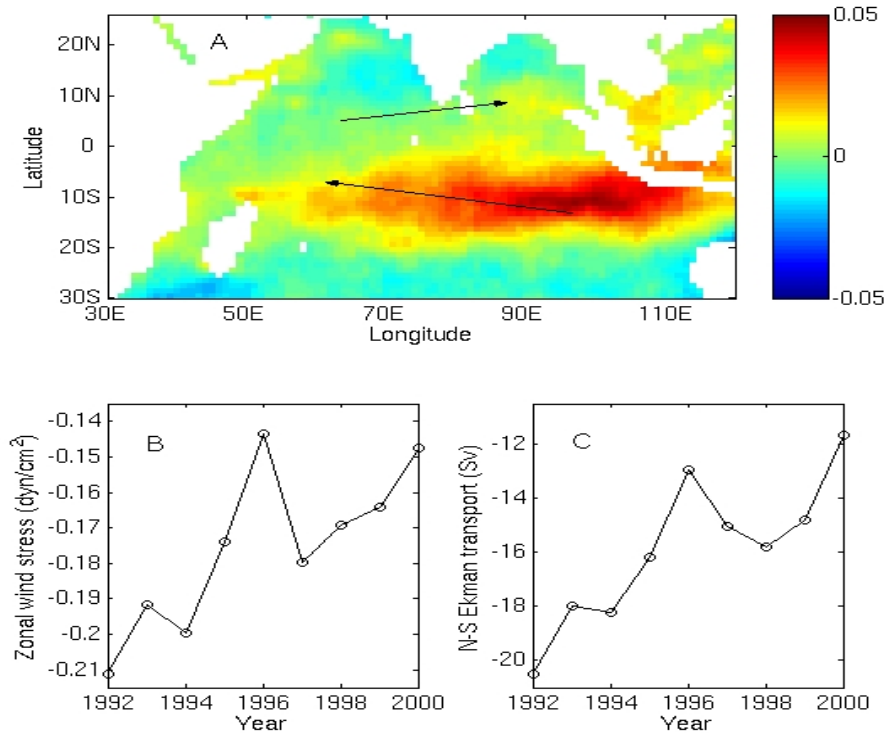 A
Latitude
20N
10N
0
10S
20S
30S
30E 50E 70E 90E 110E
Longitude
0.05
0
-0.05
B
Zonal wind stress (dyn/cm²)
-0.14
-0.15
-0.16
-0.17
-0.18
-0.19
-0.2
-0.21
1992 1994 1996 1998 2000
Year
C
N-S Ekman transport (Sv)
-12
-14
-16
-18
-20
1992 1994 1996 1998 2000
Year